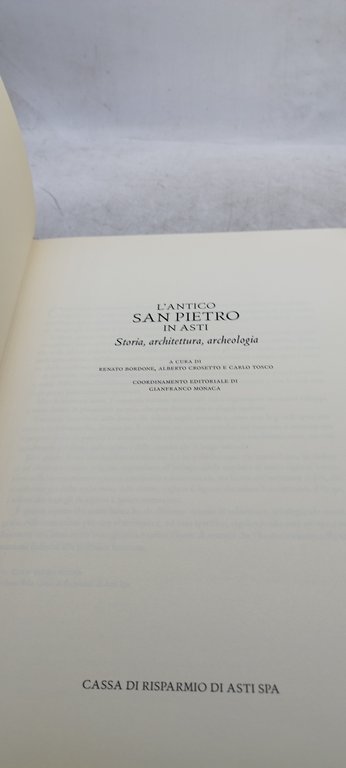 L'ANTICO
SAN PIETRO
IN ASTI
Storia, architettura, archeologia
A CURA DI
RENATO BORDONE, ALBERTO CROSETTO E CARLO TOSCO
COORDINAMENTO EDITORIALE DI
GIANFRANCO MONACA
CASSA DI RISPARMIO DI ASTI SPA